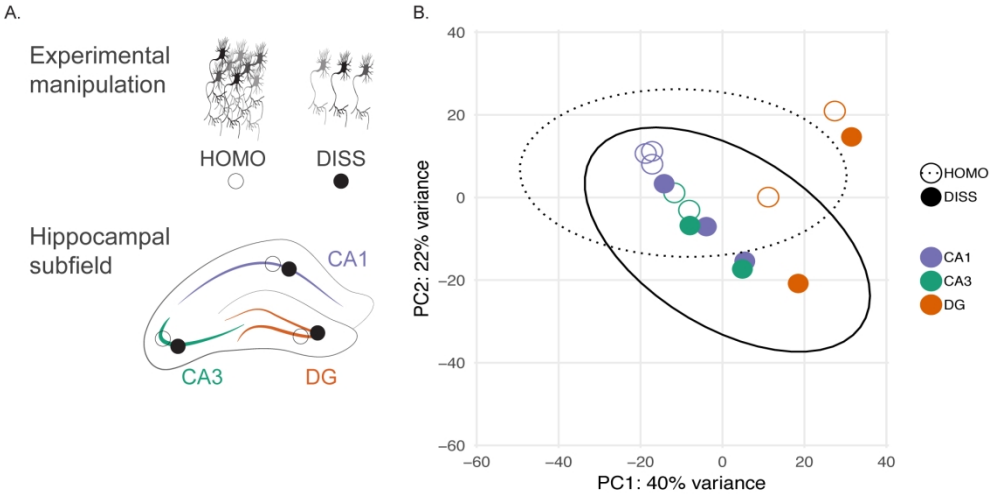 A.
Experimental
manipulation
HOMO
DISS
Hippocampal
subfield
CA1
CA3
DG
B.
PC2: 22% variance
40
20
0
−20
−40
−60
−60
−40
−20
0
20
40
PC1: 40% variance
HOMO
DISS
CA1
CA3
DG